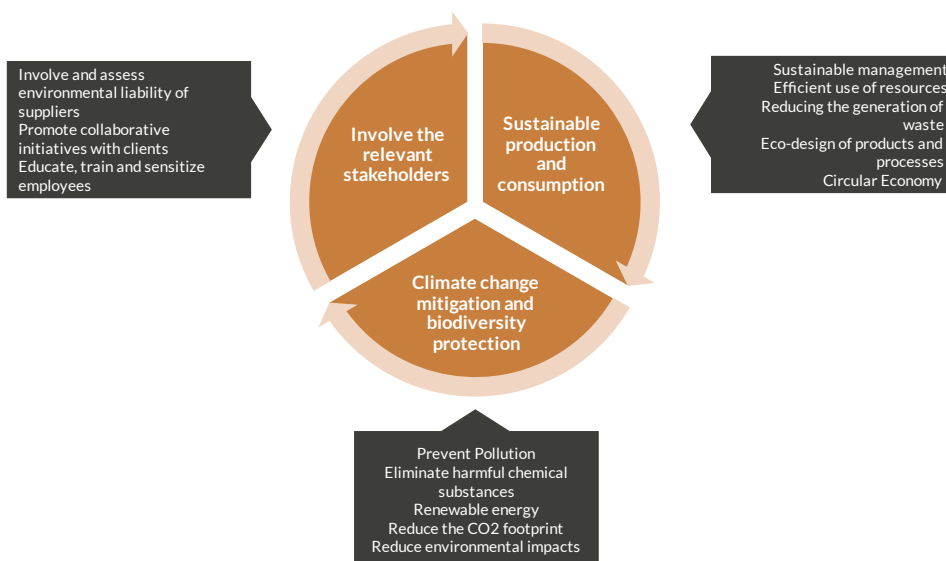 Involve and assess
environmental liability of
suppliers
Promote collaborative
initiatives with clients
Educate, train and sensitize
employees
Involve the
relevant
stakeholders
Sustainable
production
and
consumption
Sustainable management
Efficient use of resources
Reducing the generation of
waste
Eco-design of products and
processes
Circular Economy
Climate change
mitigation and
biodiversity
protection
Prevent Pollution
Eliminate harmful chemical
substances
Renewable energy
Reduce the CO2 footprint
Reduce environmental impacts